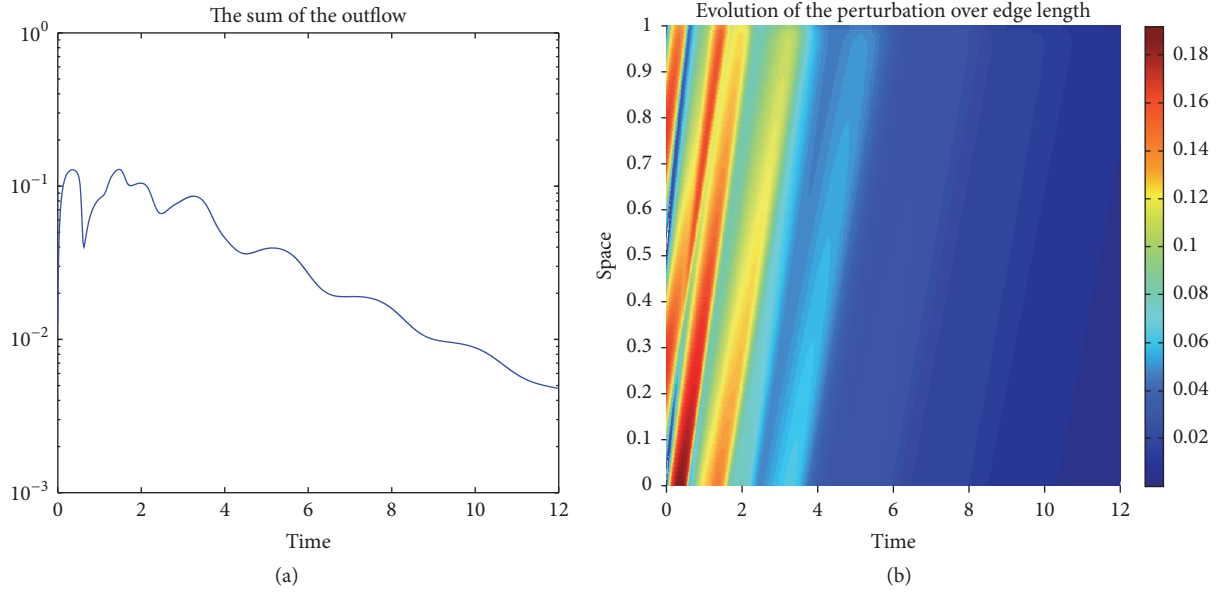 The sum of the outflow
10^0
10^−1
10^−2
10^−3
0 2 4 6 8 10 12
Time
(a)
Evolution of the perturbation over edge length
1
0.9
0.8
0.7
0.6
0.5
0.4
0.3
0.2
0.1
0
Space
0 2 4 6 8 10 12
Time
(b)
0.18
0.16
0.14
0.12
0.1
0.08
0.06
0.04
0.02